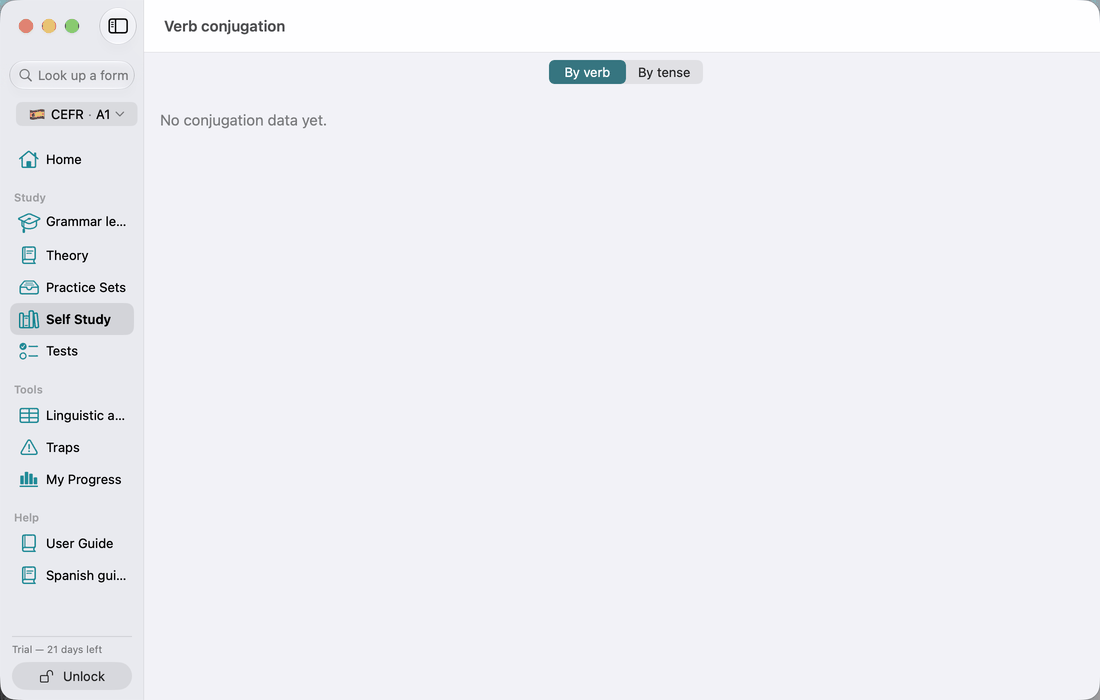 Verb conjugation
Look up a form
CEFR · A1
Home
Study
Grammar le...
Theory
Practice Sets
Self Study
Tests
Tools
Linguistic a...
Traps
My Progress
Help
User Guide
Spanish gui...
Trial — 21 days left
Unlock
By verb
By tense
No conjugation data yet.